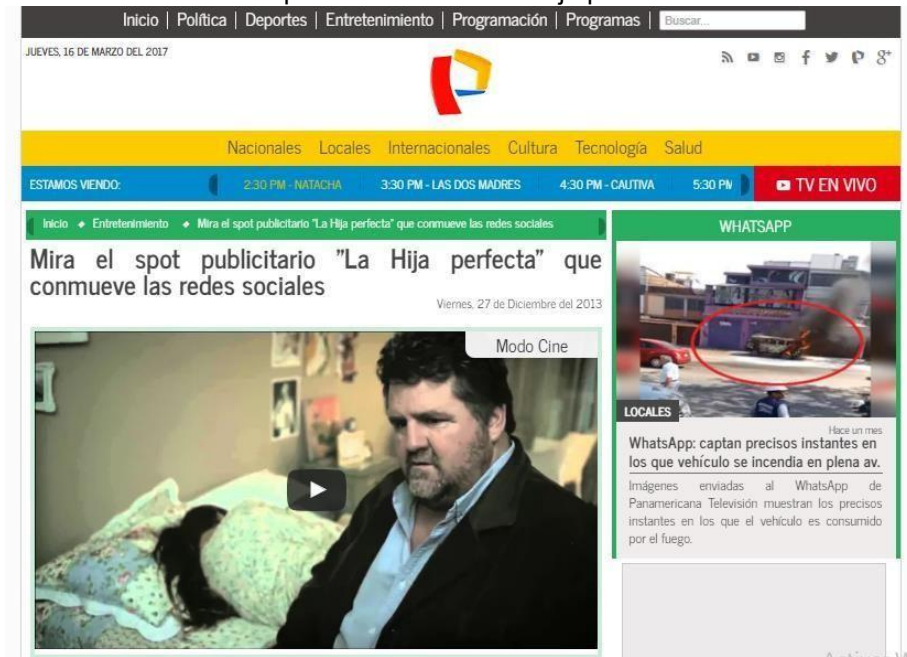 Inicio | Política | Deportes | Entretenimiento | Programación | Programas | Buscar...
JUEVES, 16 DE MARZO DEL 2017
Nacionales Locales Internacionales Cultura Tecnología Salud
ESTAMOS VIENDO: 2:30 PM - NATACHA 3:30 PM - LAS DOS MADRES 4:30 PM - CAUTIVA 5:30 PM TV EN VIVO
Inicio Entretenimiento Mira el spot publicitario "La Hija perfecta" que conmueve las redes sociales
Mira el spot publicitario "La Hija perfecta" que
conmueve las redes sociales
Viernes, 27 de Diciembre del 2013
Modo Cine
WHATSAPP
LOCALES
Hace un mes
WhatsApp: captan precisos instantes en
los que vehículo se incendia en plena av.
Imágenes enviadas al WhatsApp de
Panamericana Televisión muestran los precisos
instantes en los que el vehículo es consumido
por el fuego.